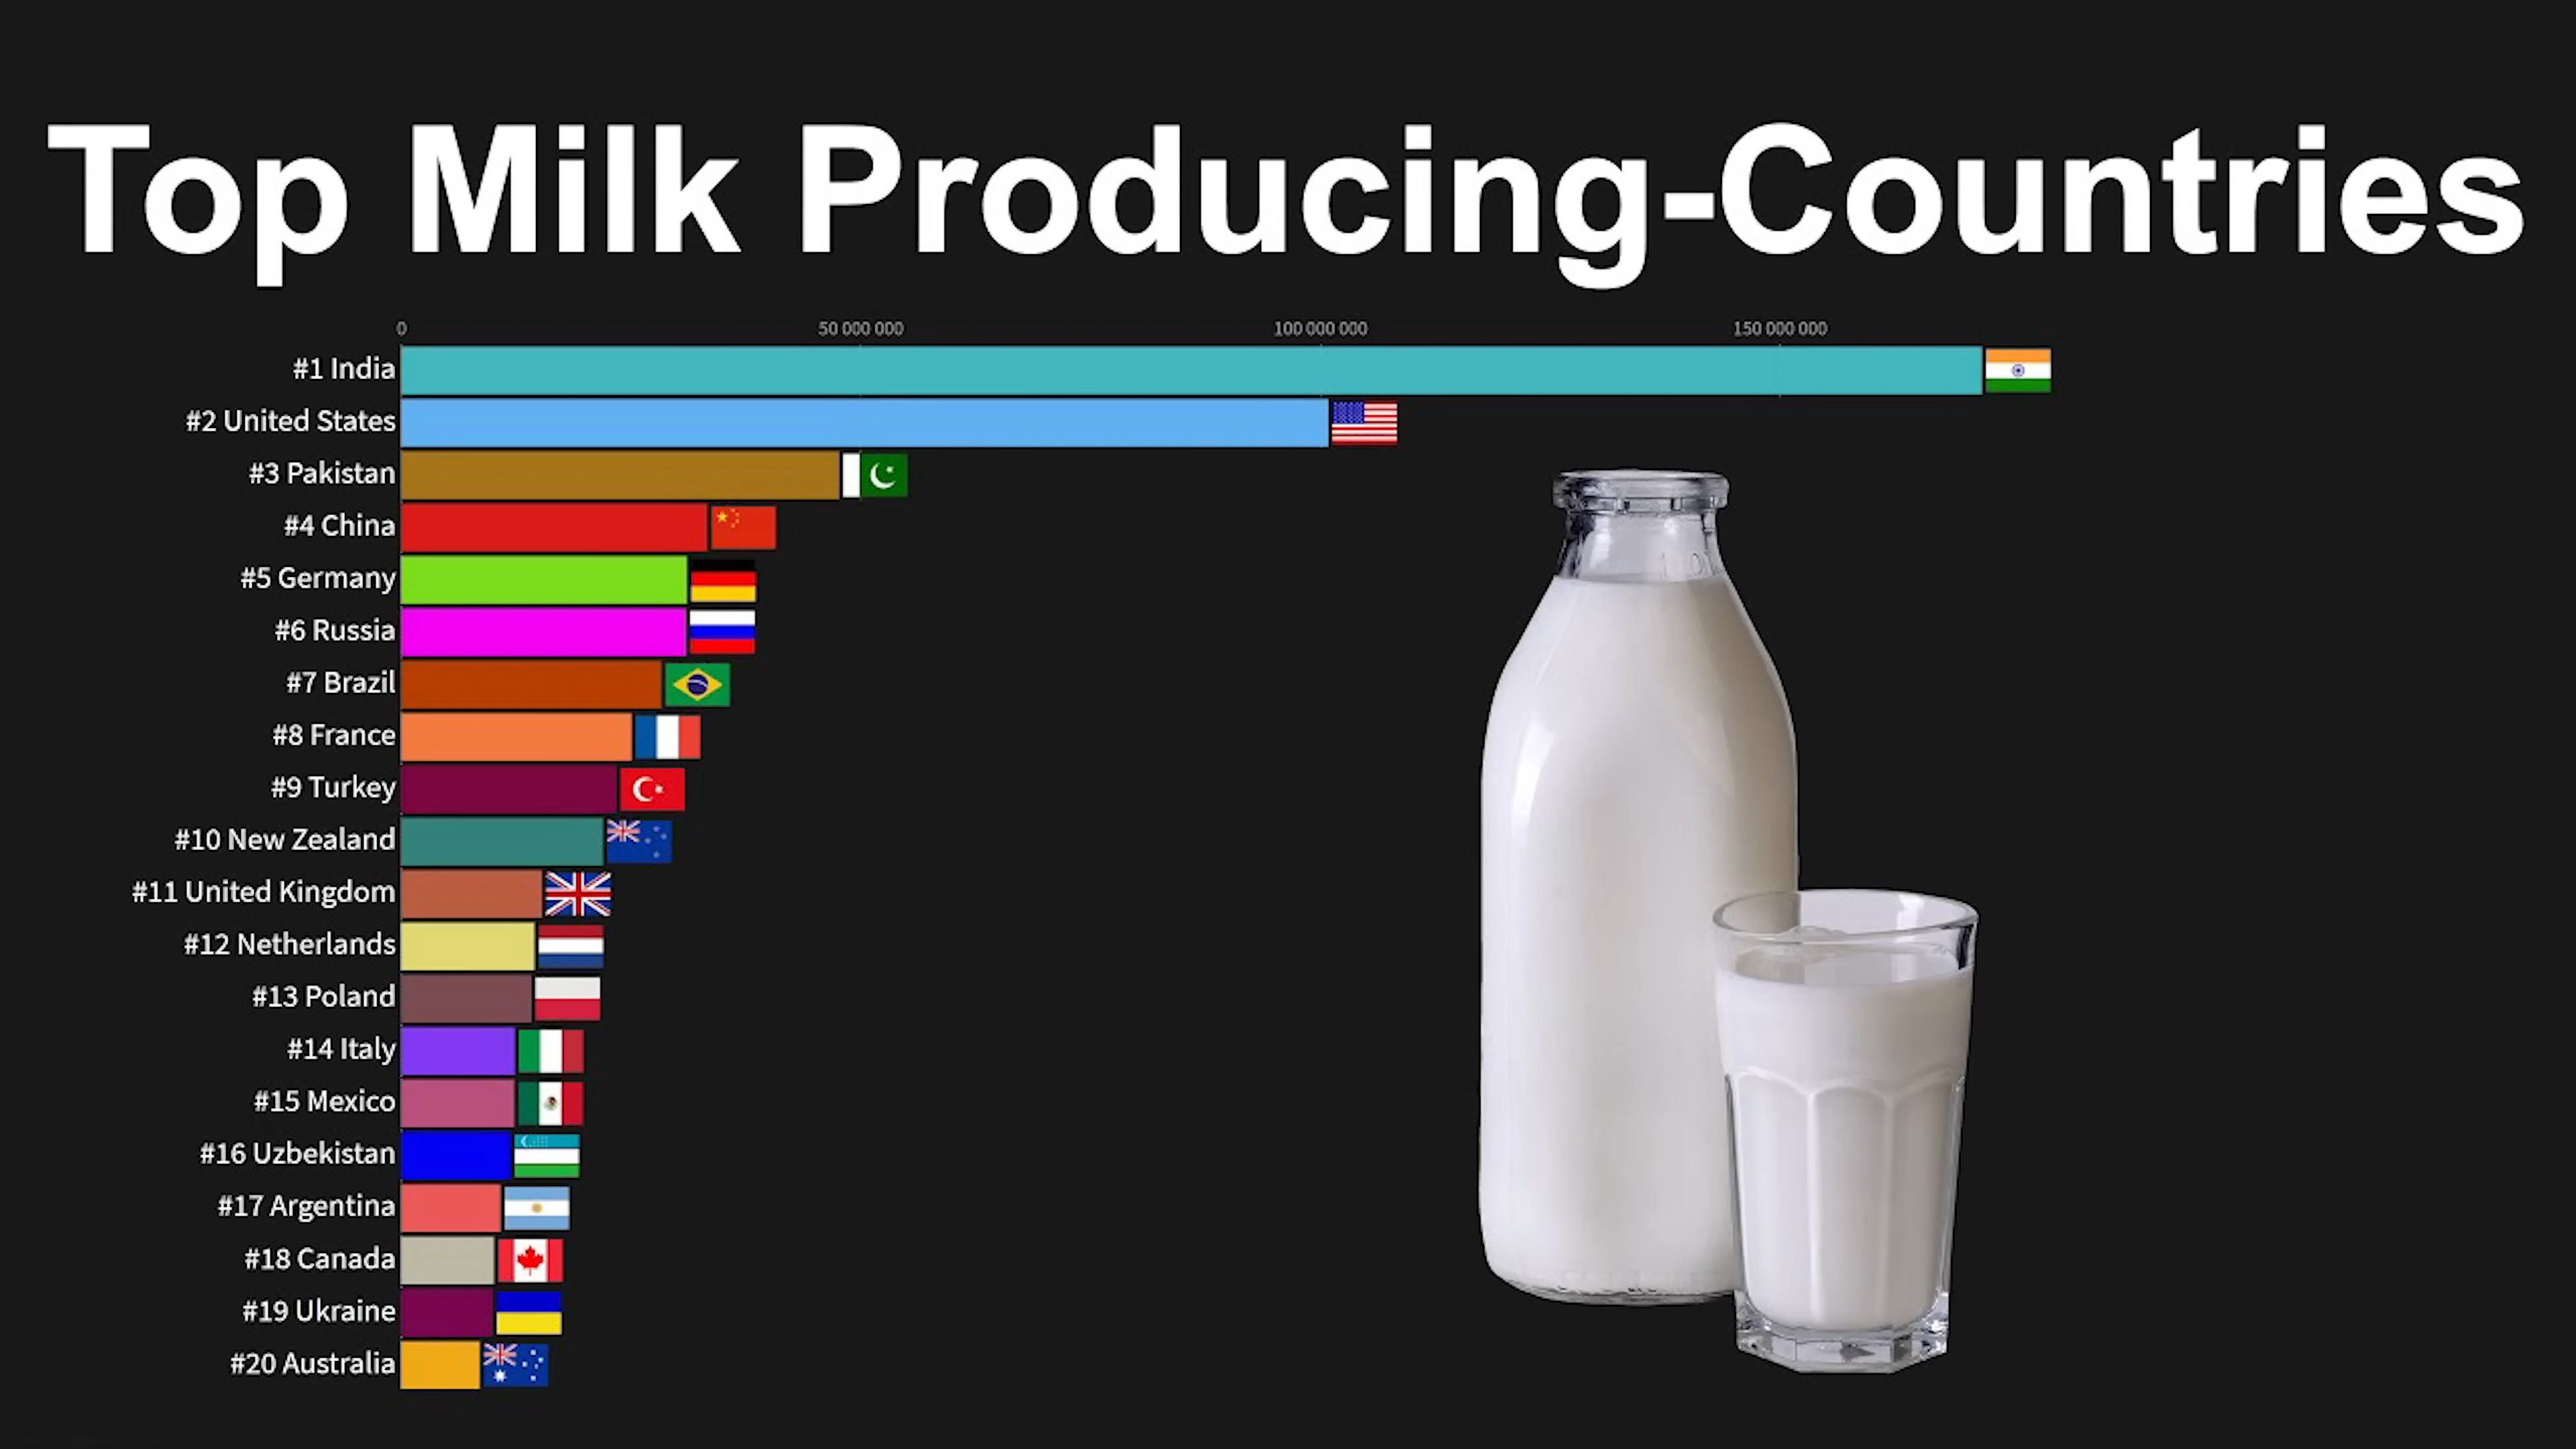 Top Milk Producing-Countries
0 50 000 000 100 000 000 150 000 000
#1 India
#2 United States
#3 Pakistan
#4 China
#5 Germany
#6 Russia
#7 Brazil
#8 France
#9 Turkey
#10 New Zealand
#11 United Kingdom
#12 Netherlands
#13 Poland
#14 Italy
#15 Mexico
#16 Uzbekistan
#17 Argentina
#18 Canada
#19 Ukraine
#20 Australia